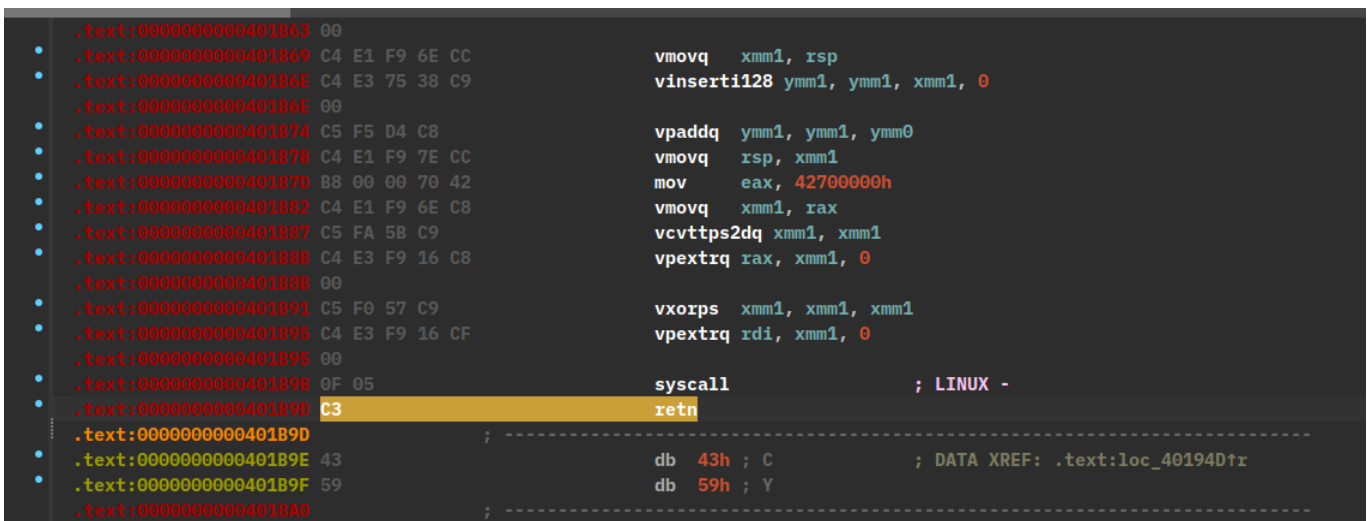 .text:0000000000401B63 00
.text:0000000000401B69 C4 E1 F9 6E CC vmovq xmm1, rsp
.text:0000000000401B6E C4 E3 75 38 C9 vinserti128 ymm1, ymm1, xmm1, 0
.text:0000000000401B6E 00
.text:0000000000401B74 C5 F5 D4 C8 vpaddq ymm1, ymm1, ymm0
.text:0000000000401B78 C4 E1 F9 7E CC vmovq rsp, xmm1
.text:0000000000401B7D B8 00 00 70 42 mov eax, 42700000h
.text:0000000000401B82 C4 E1 F9 6E C8 vmovq xmm1, rax
.text:0000000000401B87 C5 FA 5B C9 vcvttps2dq xmm1, xmm1
.text:0000000000401B8B C4 E3 F9 16 C8 vpextrq rax, xmm1, 0
.text:0000000000401B8B 00
.text:0000000000401B91 C5 F0 57 C9 vxorps xmm1, xmm1, xmm1
.text:0000000000401B95 C4 E3 F9 16 CF vpextrq rdi, xmm1, 0
.text:0000000000401B95 00
.text:0000000000401B9B 0F 05 syscall ; LINUX -
.text:0000000000401B9D C3 retn
.text:0000000000401B9D ; ---------------------------------------------------------------------------
.text:0000000000401B9E 43 db 43h ; C ; DATA XREF: .text:loc_40194D↑r
.text:0000000000401B9F 59 db 59h ; Y
.text:0000000000401BA0 ; ---------------------------------------------------------------------------